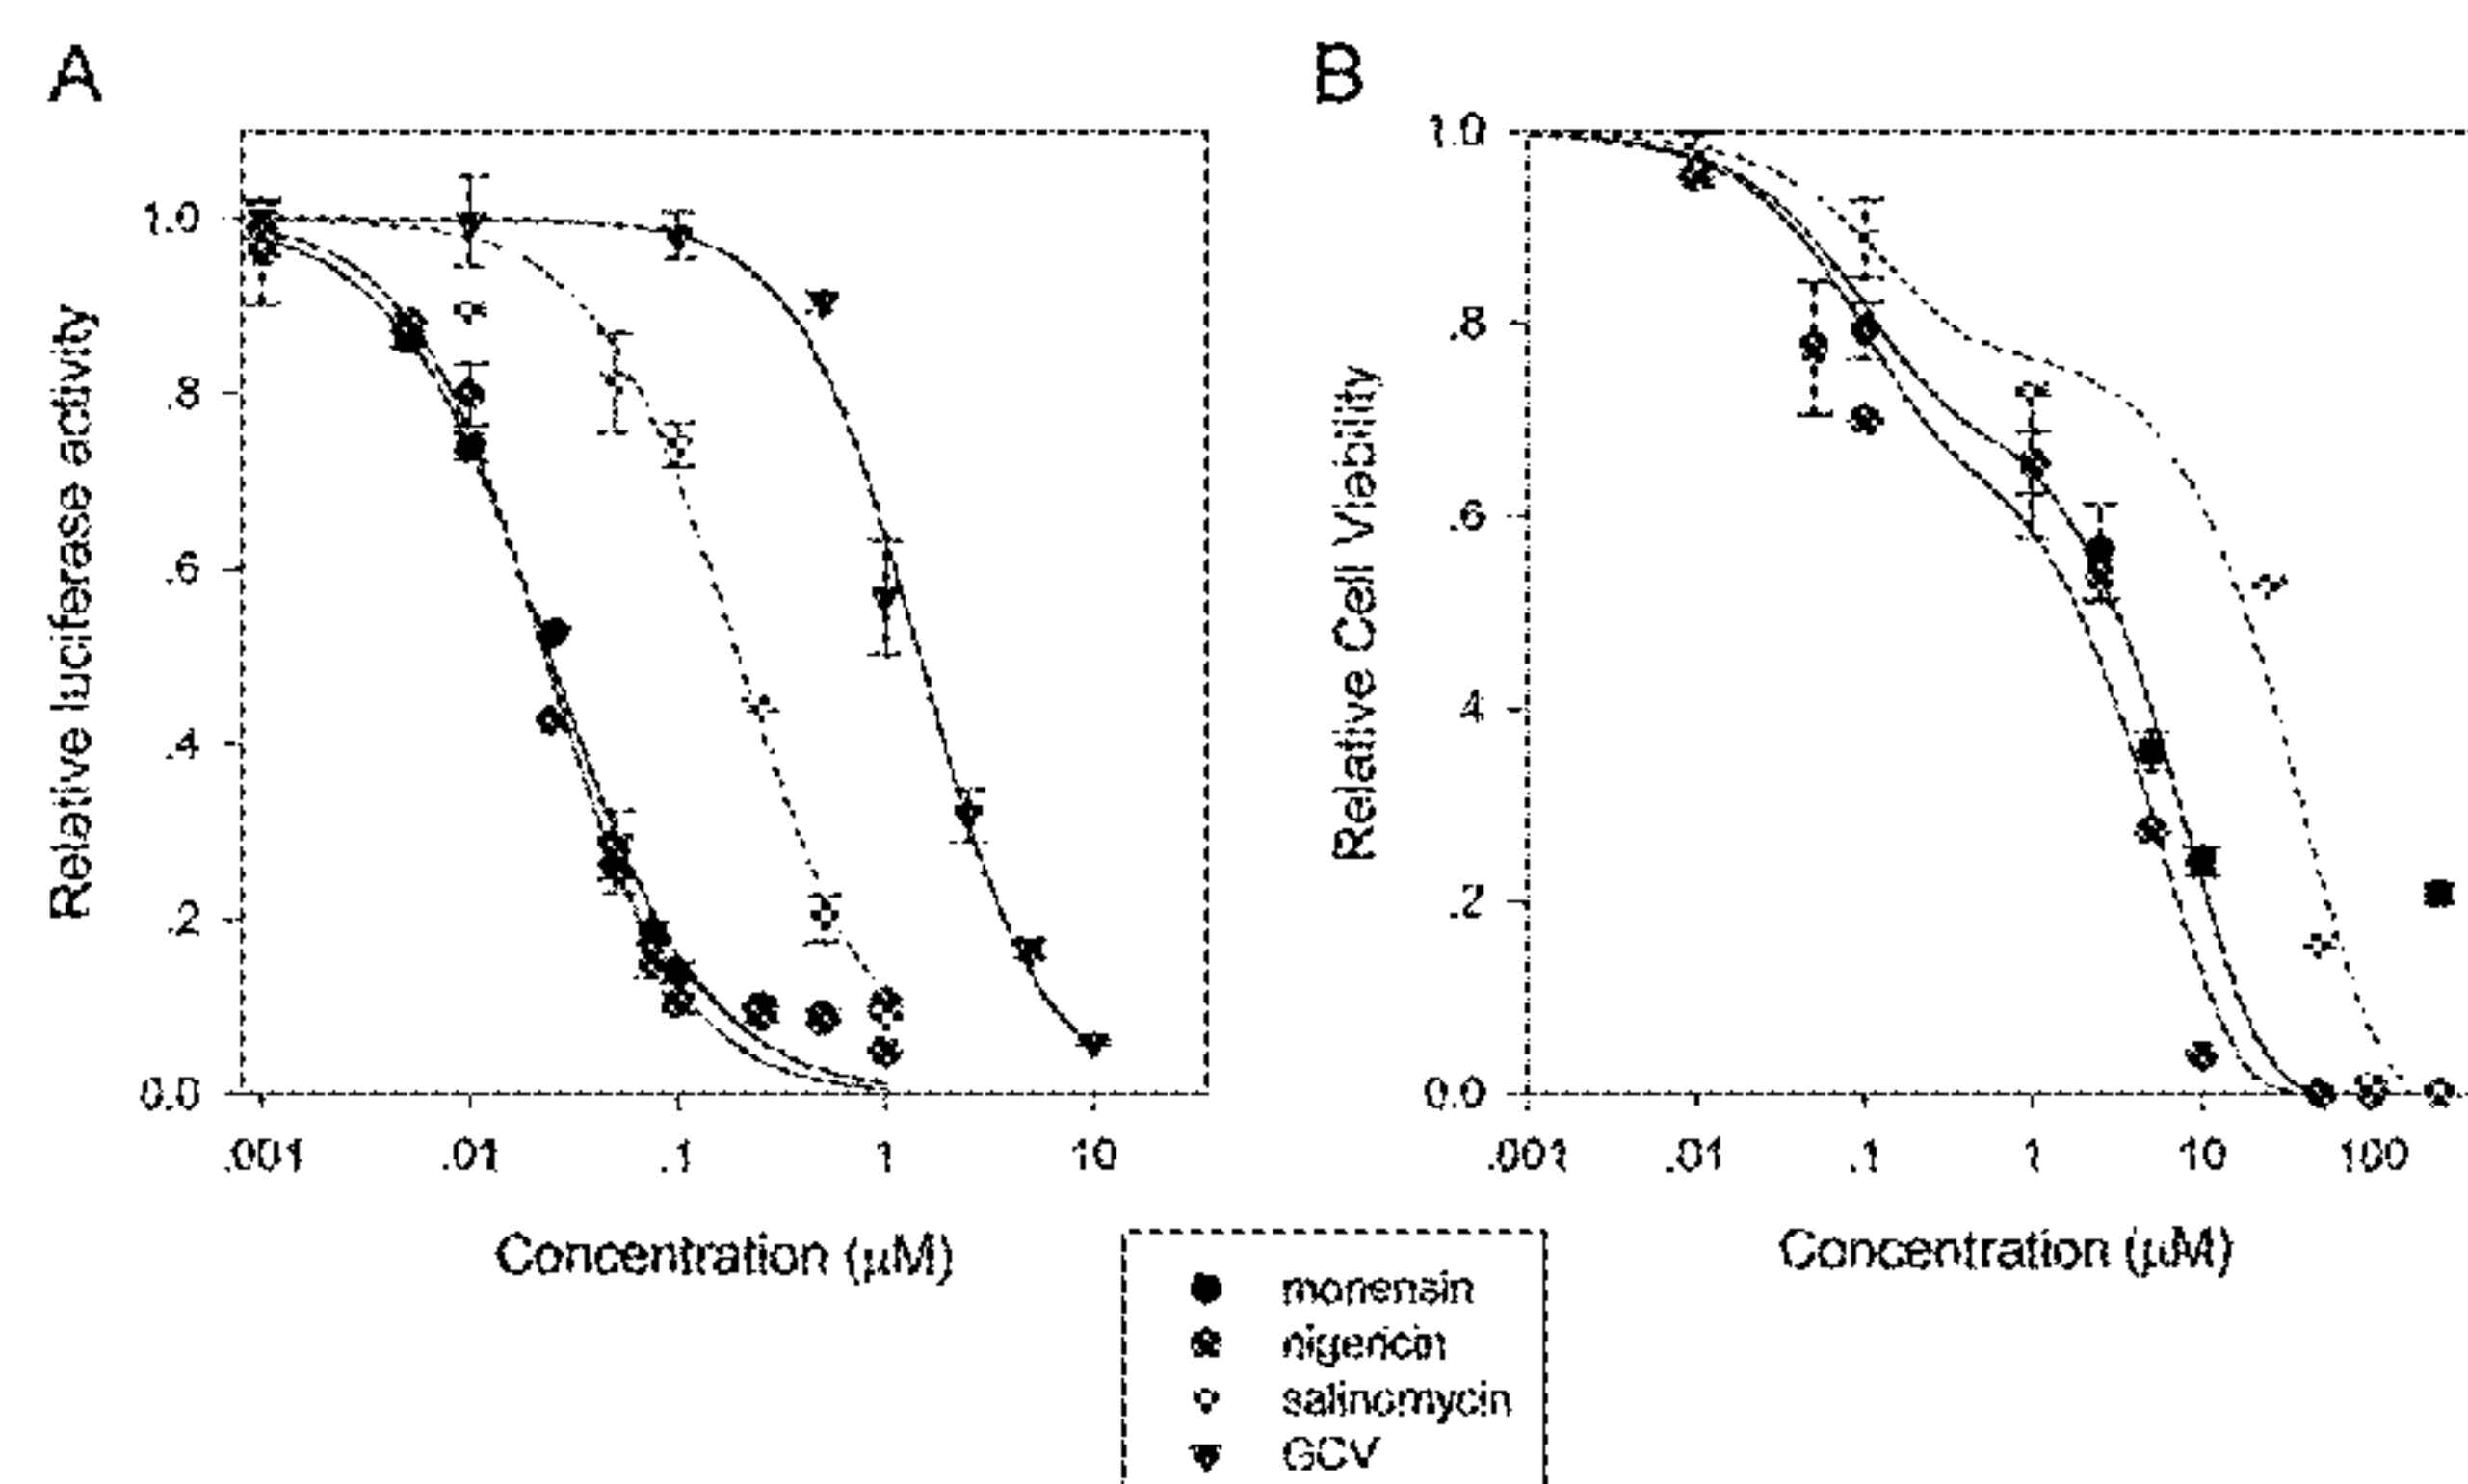 A
B
Relative luciferase activity
1.0
.8
.6
.4
.2
0.0
.001 .01 .1 1 10
Concentration (μM)
Relative Cell Viability
1.0
.8
.6
.4
.2
0.0
.001 .01 .1 1 10 100
Concentration (μM)
monensin
nigericin
salinomycin
GCV